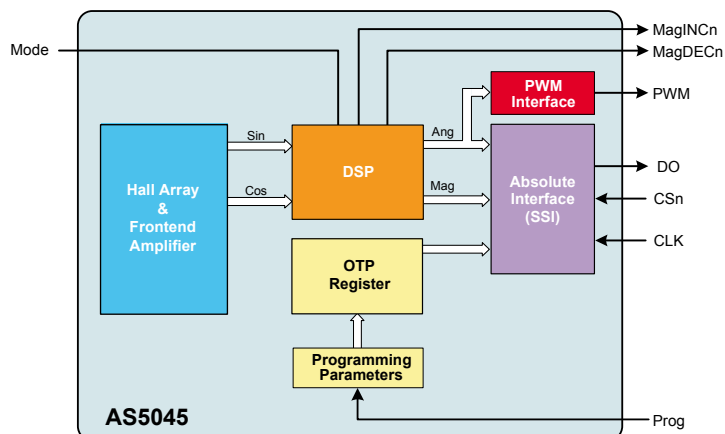 MagINCn
Mode
MagDECn
PWM
Interface
PWM
Sin
Ang
Hall Array
&
Frontend
Amplifier
DSP
Cos
Mag
Absolute
Interface
(SSI)
DO
CSn
CLK
OTP
Register
Programming
Parameters
AS5045
Prog